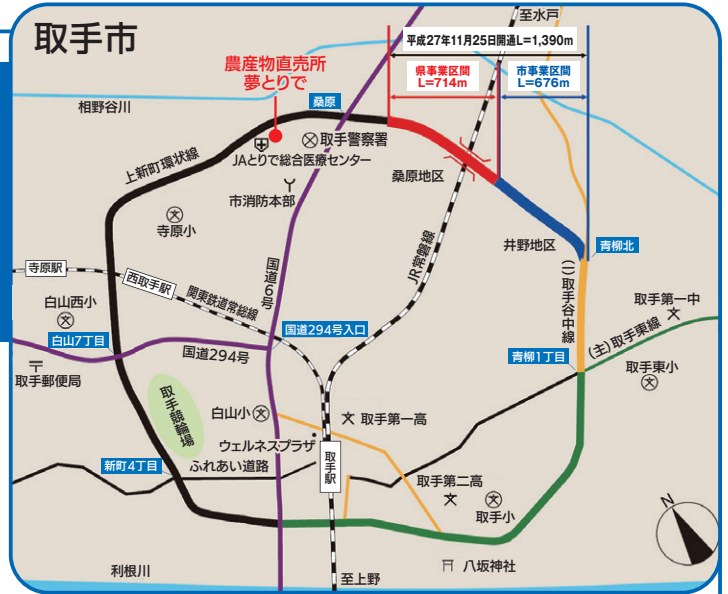 取手市
至水戸
平成27年11月25日開通L=1,390m
県事業区間
L=714m
市事業区間
L=676m
農産物直売所
夢とりで
相野谷川
桑原
取手警察署
JAとりで総合医療センター
上新町環状線
市消防本部
桑原地区
寺原小
国道6号
JR常磐線
井野地区
青柳北
寺原駅
西取手駅
関東鉄道常総線
(一)取手谷中線
白山西小
取手第一中
白山7丁目
国道294号入口
国道294号
青柳1丁目
(主)取手東線
取手郵便局
取手東小
取手競輪場
白山小
取手第一高
ウェルネスプラザ
新町4丁目
ふれあい道路
取手駅
取手第二高
取手小
N
利根川
至上野
八坂神社